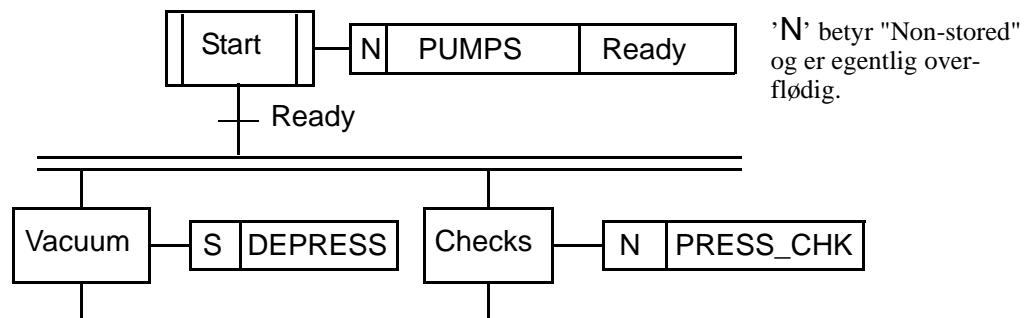 Start
N PUMPS Ready
’N’ betyr "Non-stored"
og er egentlig over-
flødig.
Ready
Vacuum
S DEPRESS
Checks
N PRESS_CHK